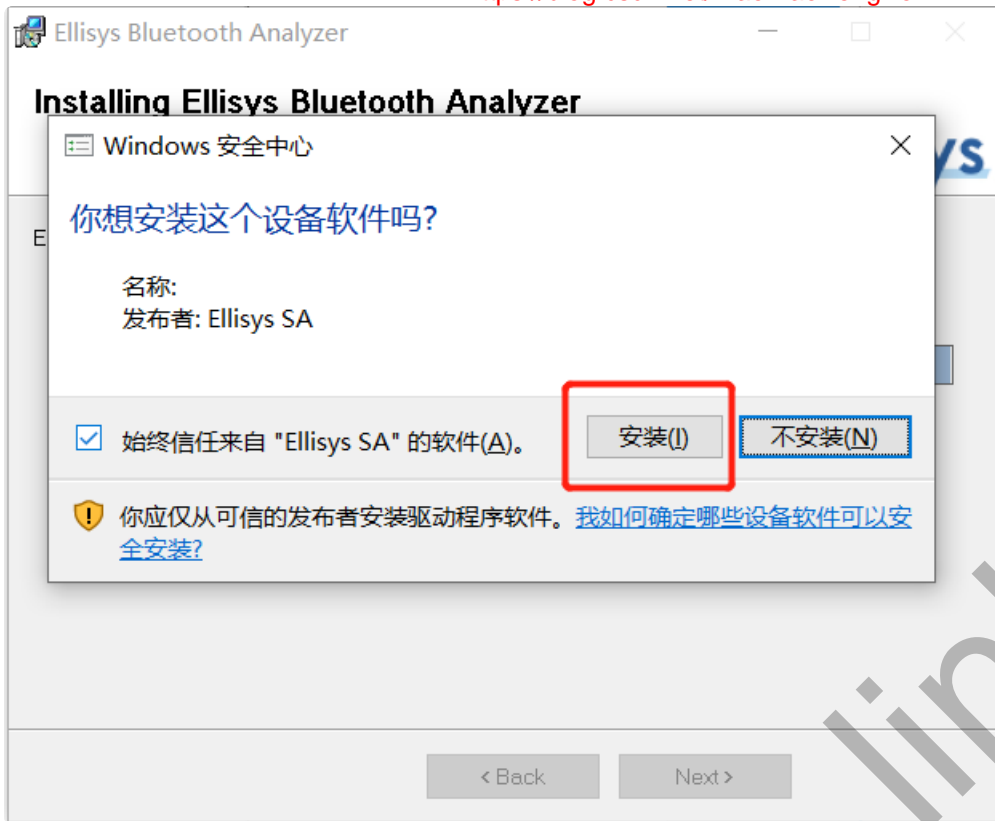 Ellisys Bluetooth Analyzer
Installing Ellisys Bluetooth Analyzer
Windows 安全中心
你想安装这个设备软件吗?
名称:
发布者: Ellisys SA
始终信任来自 "Ellisys SA" 的软件(A)。
安装(I)
不安装(N)
你应仅从可信的发布者安装驱动程序软件。我如何确定哪些设备软件可以安
全安装?
< Back
Next >